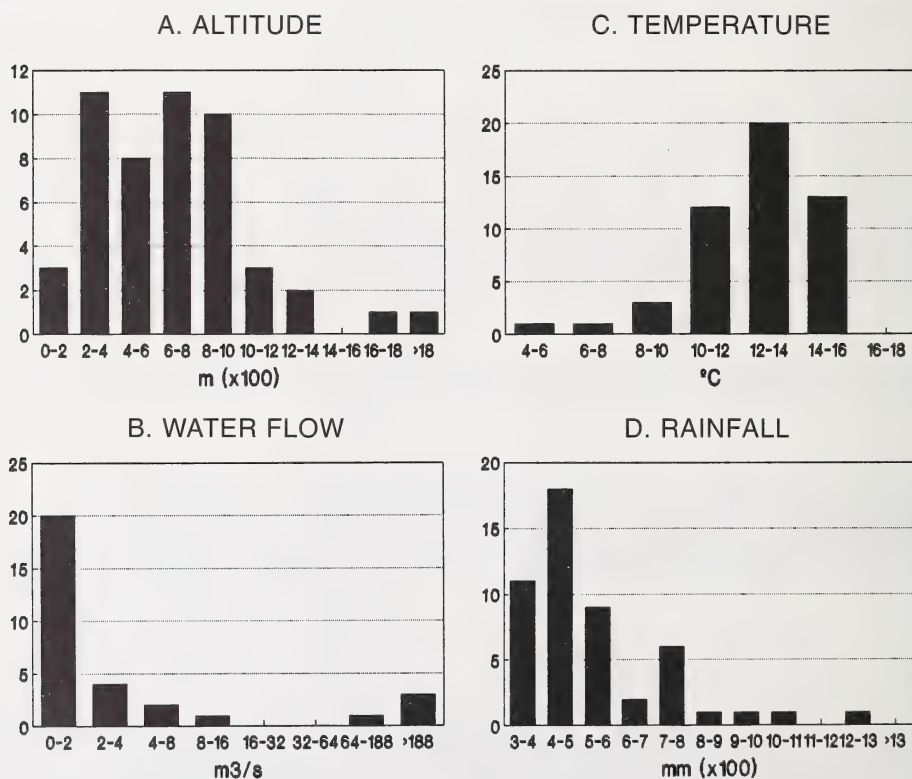 A. ALTITUDE
12
10
8
6
4
2
0
0-2 2-4 4-6 6-8 8-10 10-12 12-14 14-16 16-18 >18
m (x100)
C. TEMPERATURE
25
20
15
10
5
0
4-6 6-8 8-10 10-12 12-14 14-16 16-18
ºC
B. WATER FLOW
25
20
15
10
5
0
0-2 2-4 4-8 8-16 16-32 32-64 64-188 >188
m3/s
D. RAINFALL
20
15
10
5
0
3-4 4-5 5-6 6-7 7-8 8-9 9-10 10-11 11-12 12-13 >13
mm (x100)